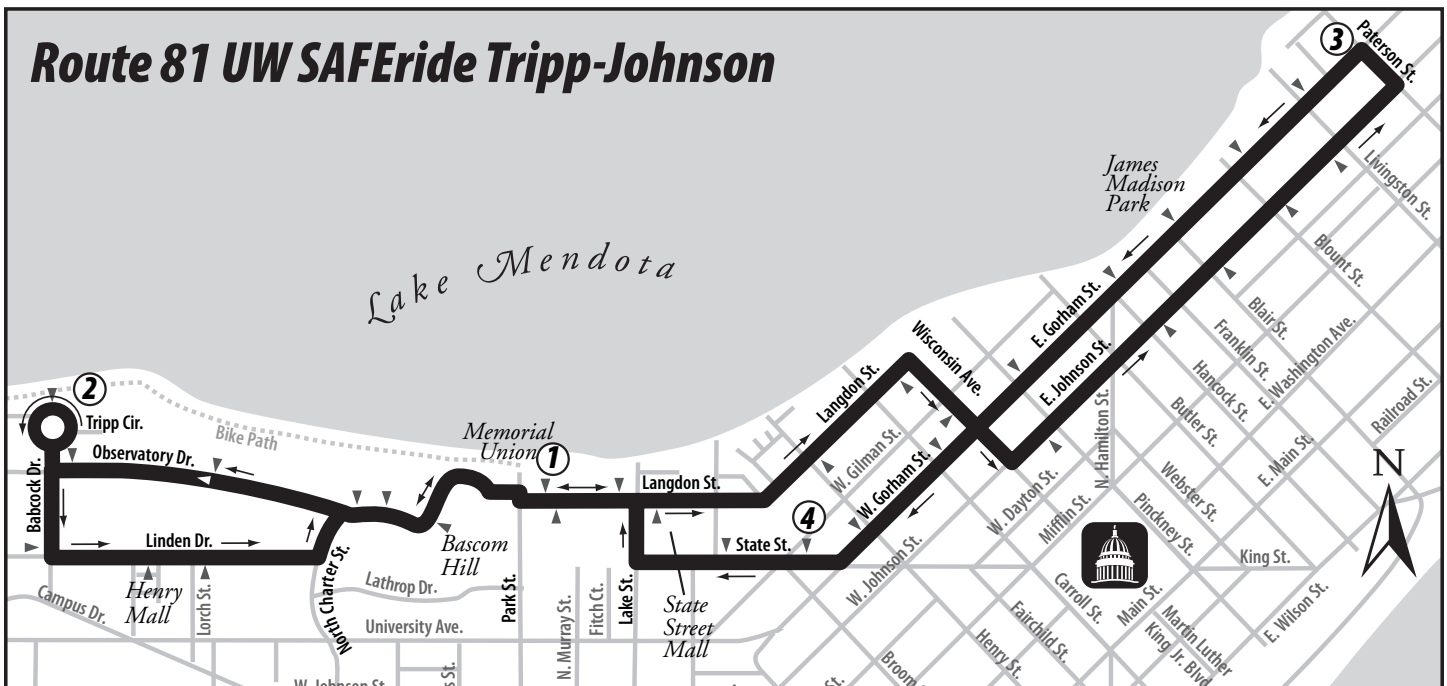 Route 81 UW SAFEride Tripp-Johnson
3
Paterson St.
Livingston St.
James
Madison
Park
Blount St.
Lake Mendota
E. Gorham St.
Blair St.
E. Washington Ave.
Franklin St.
Wisconsin Ave.
E. Johnson St.
Hancock St.
Railroad St.
Langdon St.
N. Hamilton St.
Butler St.
2
Tripp Cir.
Bike Path
Memorial
Union
1
W. Gilman St.
E. Main St.
N
Observatory Dr.
Babcock Dr.
Langdon St.
W. Gorham St.
Webster St.
W. Dayton St.
Mifflin St.
Pinckney St.
4
Linden Dr.
State St.
King St.
Bascom
Hill
North Charter St.
Lathrop Dr.
Park St.
W. Johnson St.
Henry
Mall
Campus Dr.
Lorch St.
N. Murray St.
Fitch Ct.
Lake St.
State
Street
Mall
Carroll St.
Main St.
E. Wilson St.
University Ave.
Fairchild St.
Martin Luther
King Jr. Blvd
Henry St.
Broom
W. Johnson St.
s St.
St.